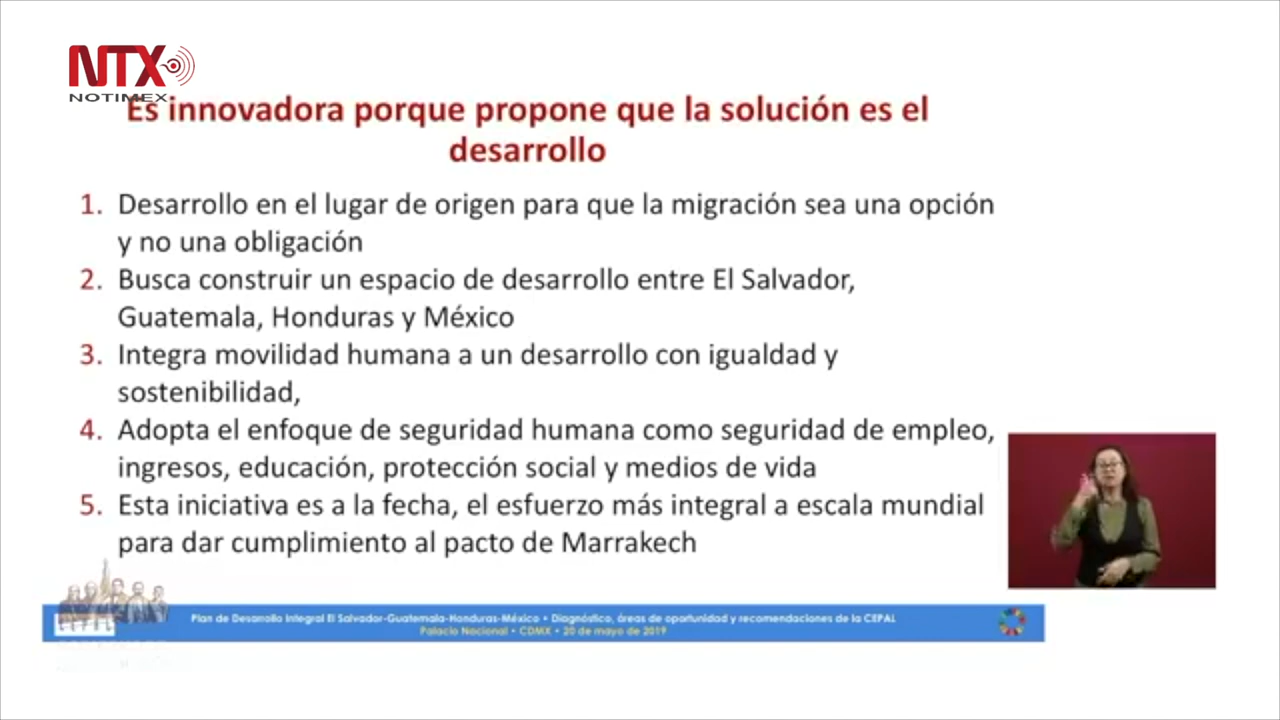 NTX
NOTIMEX
Es innovadora porque propone que la solución es el
desarrollo
1. Desarrollo en el lugar de origen para que la migración sea una opción
y no una obligación
2. Busca construir un espacio de desarrollo entre El Salvador,
Guatemala, Honduras y México
3. Integra movilidad humana a un desarrollo con igualdad y
sostenibilidad,
4. Adopta el enfoque de seguridad humana como seguridad de empleo,
ingresos, educación, protección social y medios de vida
5. Esta iniciativa es a la fecha, el esfuerzo más integral a escala mundial
para dar cumplimiento al pacto de Marrakech
Plan de Desarrollo Integral El Salvador-Guatemala-Honduras-México • Diagnóstico, áreas de oportunidad y recomendaciones de la CEPAL
Palacio Nacional • CDMX • 20 de mayo de 2019